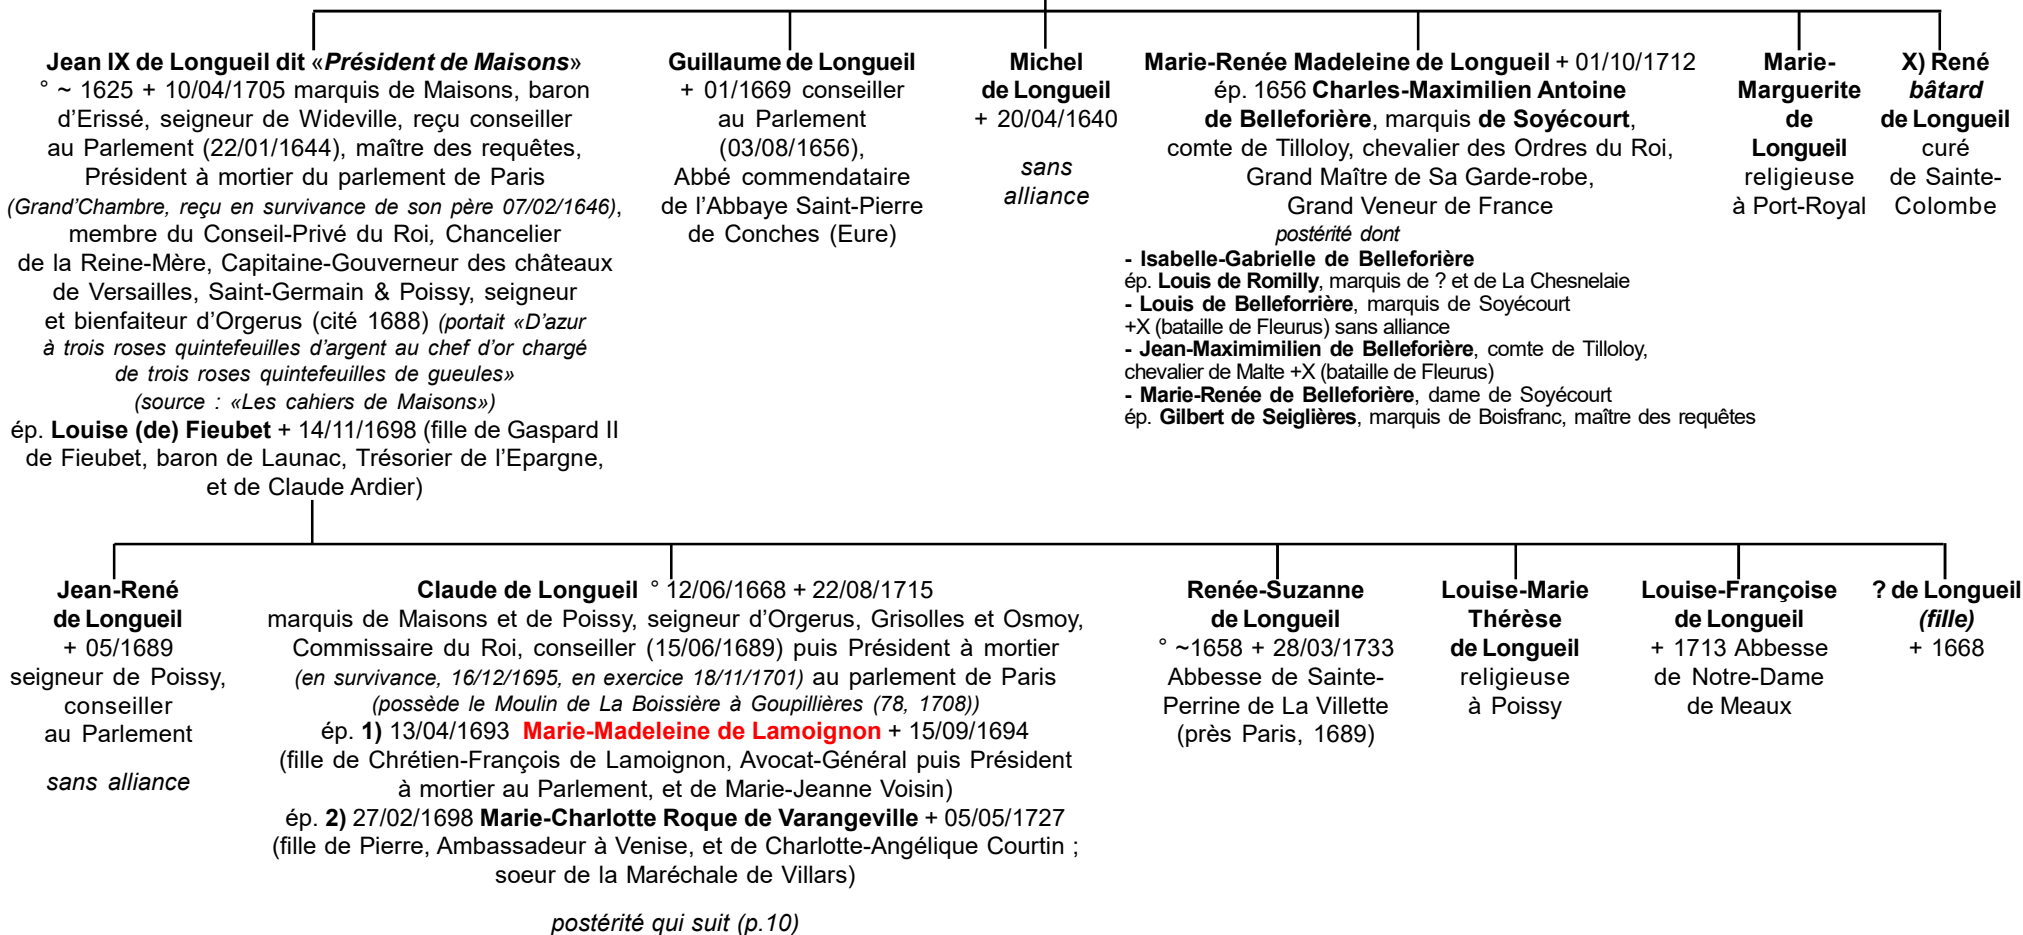 Jean IX de Longueil dit «Président de Maisons»
° ~ 1625 + 10/04/1705 marquis de Maisons, baron
d’Erissé, seigneur de Wideville, reçu conseiller
au Parlement (22/01/1644), maître des requêtes,
Président à mortier du parlement de Paris
(Grand’Chambre, reçu en survivance de son père 07/02/1646),
membre du Conseil-Privé du Roi, Chancelier
de la Reine-Mère, Capitaine-Gouverneur des châteaux
de Versailles, Saint-Germain & Poissy, seigneur
et bienfaiteur d’Orgerus (cité 1688) (portait «D’azur
à trois roses quintefeuilles d’argent au chef d’or chargé
de trois roses quintefeuilles de gueules»
(source : «Les cahiers de Maisons»)
ép. Louise (de) Fieubet + 14/11/1698 (fille de Gaspard II
de Fieubet, baron de Launac, Trésorier de l’Epargne,
et de Claude Ardier)
Guillaume de Longueil
+ 01/1669 conseiller
au Parlement
(03/08/1656),
Abbé commendataire
de l’Abbaye Saint-Pierre
de Conches (Eure)
Michel
de Longueil
+ 20/04/1640
sans
alliance
Marie-Renée Madeleine de Longueil + 01/10/1712
ép. 1656 Charles-Maximilien Antoine
de Belleforière, marquis de Soyécourt,
comte de Tilloloy, chevalier des Ordres du Roi,
Grand Maître de Sa Garde-robe,
Grand Veneur de France
postérité dont
- Isabelle-Gabrielle de Belleforière
ép. Louis de Romilly, marquis de ? et de La Chesnelaie
- Louis de Belleforrière, marquis de Soyécourt
+X (bataille de Fleurus) sans alliance
- Jean-Maximimilien de Belleforière, comte de Tilloloy,
chevalier de Malte +X (bataille de Fleurus)
- Marie-Renée de Belleforière, dame de Soyécourt
ép. Gilbert de Seiglières, marquis de Boisfranc, maître des requêtes
Marie-
Marguerite
de
Longueil
religieuse
à Port-Royal
X) René
bâtard
de Longueil
curé
de Sainte-
Colombe
Jean-René
de Longueil
+ 05/1689
seigneur de Poissy,
conseiller
au Parlement
sans alliance
Claude de Longueil ° 12/06/1668 + 22/08/1715
marquis de Maisons et de Poissy, seigneur d’Orgerus, Grisolles et Osmoy,
Commissaire du Roi, conseiller (15/06/1689) puis Président à mortier
(en survivance, 16/12/1695, en exercice 18/11/1701) au parlement de Paris
(possède le Moulin de La Boissière à Goupillières (78, 1708))
ép. 1) 13/04/1693 Marie-Madeleine de Lamoignon + 15/09/1694
(fille de Chrétien-François de Lamoignon, Avocat-Général puis Président
à mortier au Parlement, et de Marie-Jeanne Voisin)
ép. 2) 27/02/1698 Marie-Charlotte Roque de Varangeville + 05/05/1727
(fille de Pierre, Ambassadeur à Venise, et de Charlotte-Angélique Courtin ;
soeur de la Maréchale de Villars)
postérité qui suit (p.10)
Renée-Suzanne
de Longueil
° ~1658 + 28/03/1733
Abbesse de Sainte-
Perrine de La Villette
(près Paris, 1689)
Louise-Marie
Thérèse
de Longueil
religieuse
à Poissy
Louise-Françoise
de Longueil
+ 1713 Abbesse
de Notre-Dame
de Meaux
? de Longueil
(fille)
+ 1668